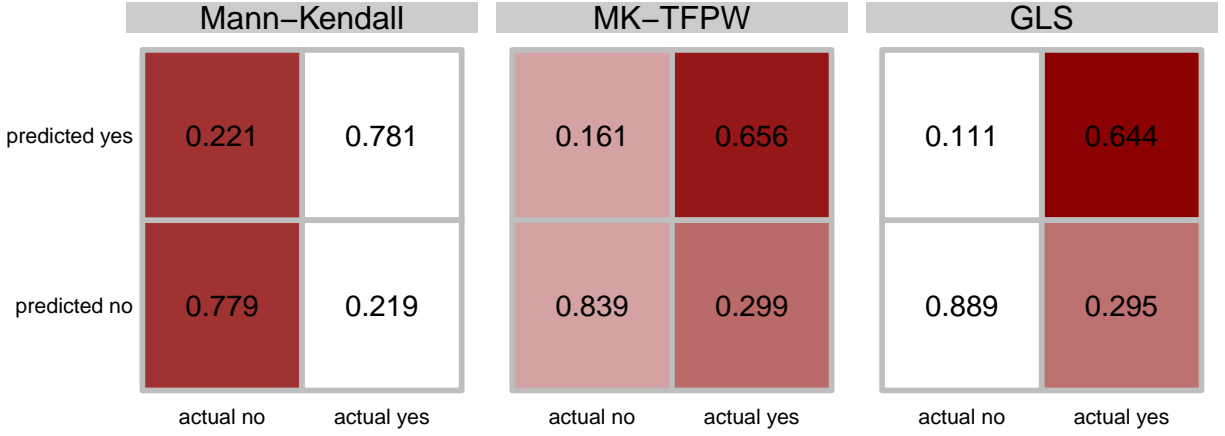 Mann−Kendall MK−TFPW GLS
predicted yes 0.221 0.781 0.161 0.656 0.111 0.644
predicted no 0.779 0.219 0.839 0.299 0.889 0.295
actual no actual yes actual no actual yes actual no actual yes